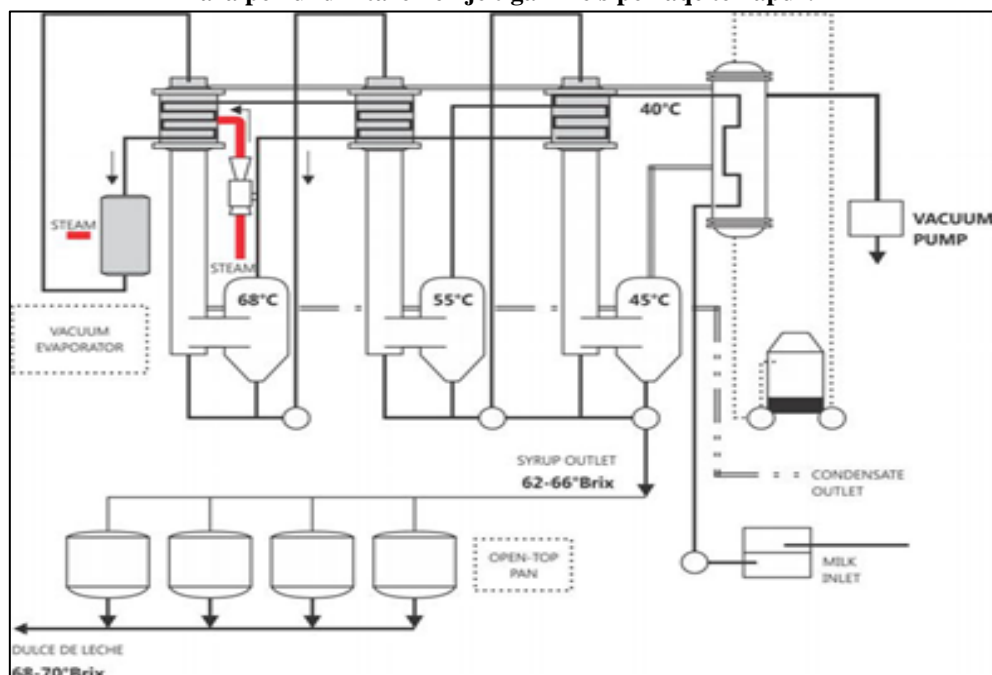 40°C
STEAM
VACUUM
PUMP
STEAM
68°C
55°C
45°C
VACUUM
EVAPORATOR
SYRUP OUTLET
62-66°Brix
CONDENSATE
OUTLET
OPEN-TOP
PAN
MILK
INLET
DULCE DE LECHE
68-70°Brix